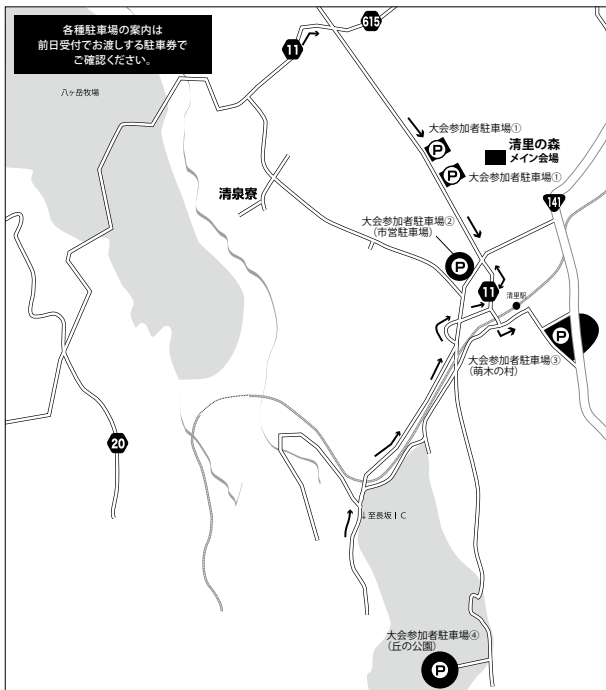 各種駐車場の案内は
前日受付でお渡しする駐車券で
ご確認ください。
615
11
八ヶ岳牧場
大会参加者駐車場①
P
清里の森
メイン会場
P
大会参加者駐車場①
清泉寮
141
大会参加者駐車場②
(市営駐車場)
P
11
清里駅
P
大会参加者駐車場③
(萌木の村)
20
↓至長坂IC
大会参加者駐車場④
(丘の公園)
P